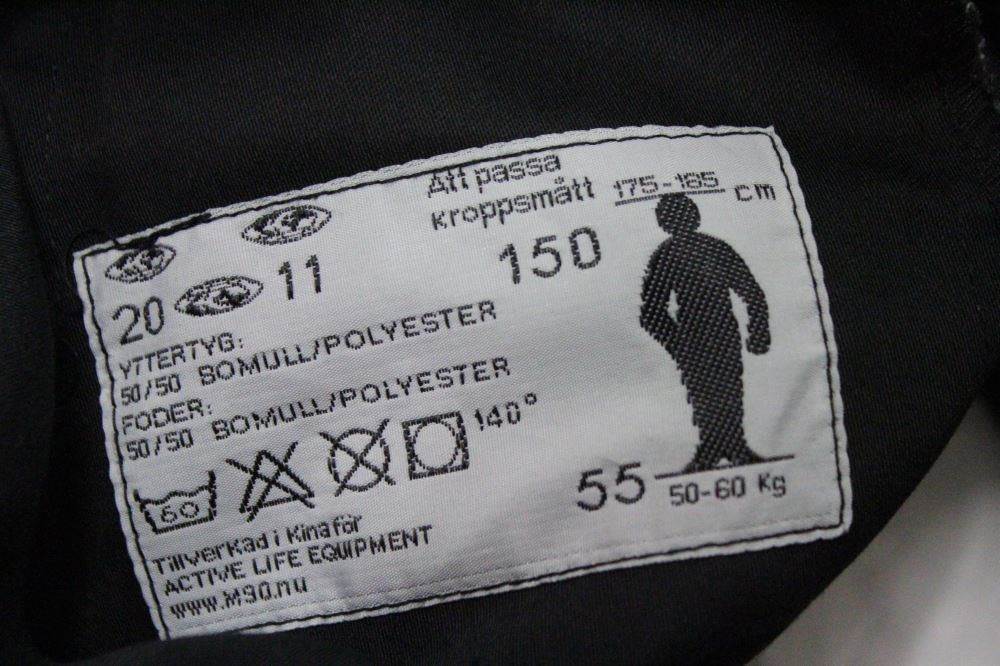 Att passa
kroppsmått 175-185 cm
150
20 11
YTTERTYG:
50/50 BOMULL/POLYESTER
FODER:
50/50 BOMULL/POLYESTER
60 140°
55 50-60 Kg
Tillverkad i Kina för
ACTIVE LIFE EQUIPMENT
www.M90.nu